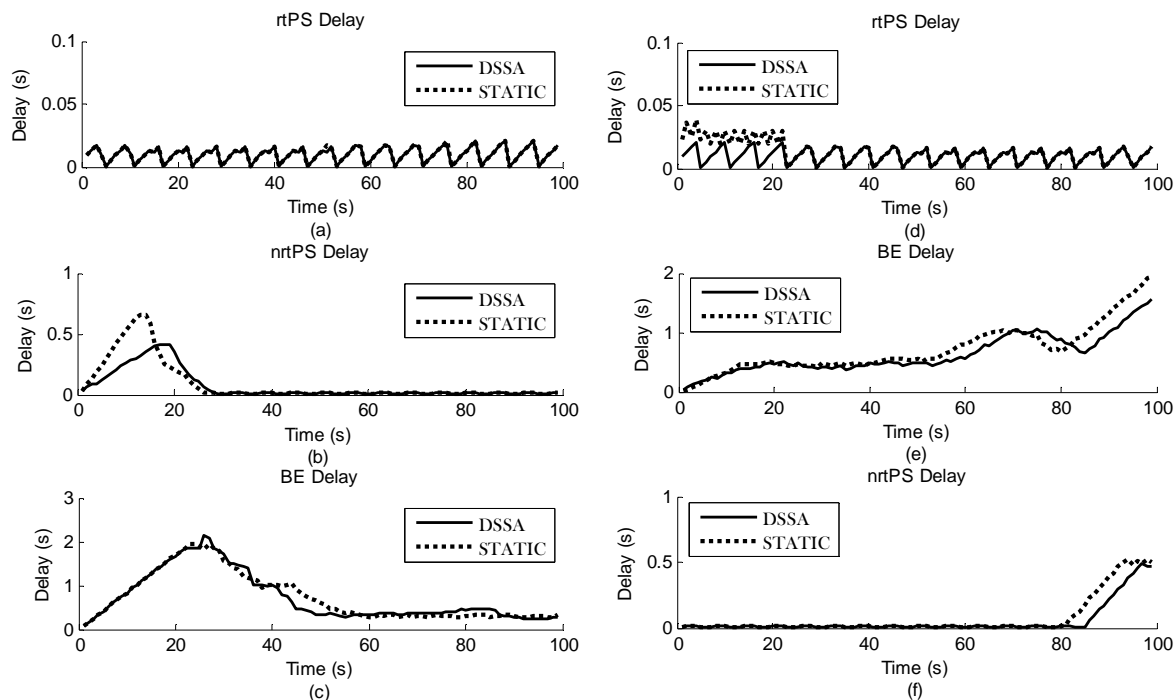 rtPS Delay
0.1
0.05
0
Delay (s)
DSSA
STATIC
0 20 40 60 80 100
Time (s)
(a)
nrtPS Delay
1
0.5
0
Delay (s)
DSSA
STATIC
0 20 40 60 80 100
Time (s)
(b)
BE Delay
3
2
1
0
Delay (s)
DSSA
STATIC
0 20 40 60 80 100
Time (s)
(c)
rtPS Delay
0.1
0.05
0
Delay (s)
DSSA
STATIC
0 20 40 60 80 100
Time (s)
(d)
BE Delay
2
1
0
Delay (s)
DSSA
STATIC
0 20 40 60 80 100
Time (s)
(e)
nrtPS Delay
1
0.5
0
Delay (s)
DSSA
STATIC
0 20 40 60 80 100
Time (s)
(f)